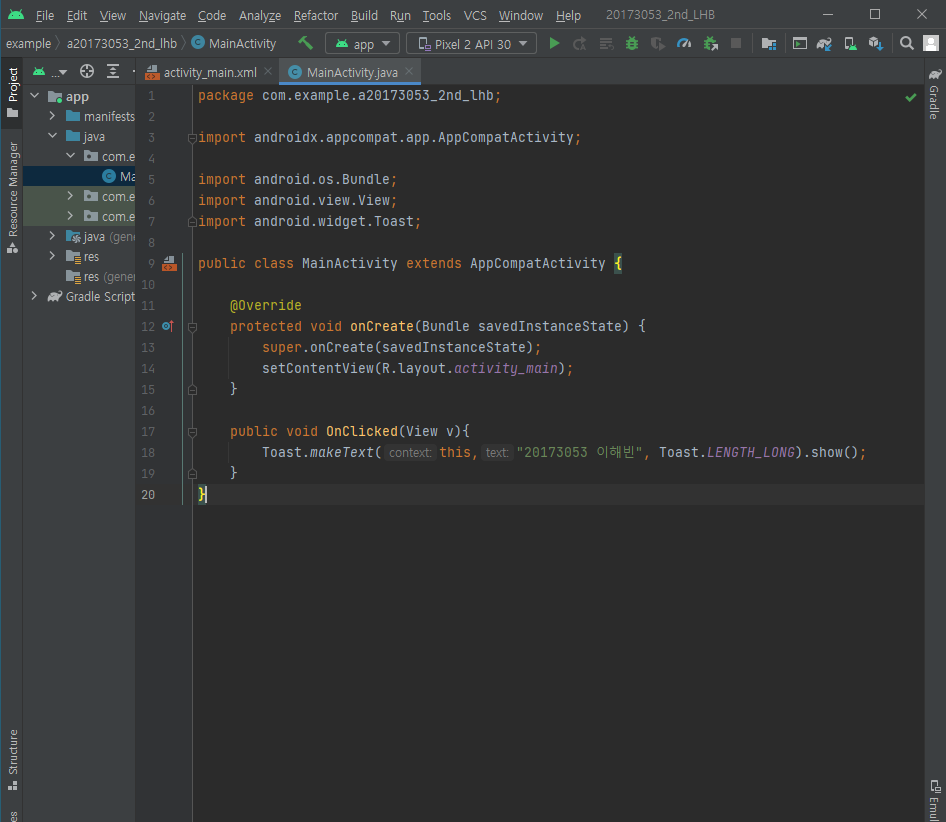 File Edit View Navigate Code Analyze Refactor Build Run Tools VCS Window Help 20173053_2nd_LHB
example a20173053_2nd_lhb MainActivity app Pixel 2 API 30
Project
Resource Manager
Structure
... activity_main.xml MainActivity.java
app
manifests
java
com.e
Ma
com.e
com.e
java (gene
res
res (gener
Gradle Script
1 package com.example.a20173053_2nd_lhb;
2
3 import androidx.appcompat.app.AppCompatActivity;
4
5 import android.os.Bundle;
6 import android.view.View;
7 import android.widget.Toast;
8
9 public class MainActivity extends AppCompatActivity {
10
11 @Override
12 protected void onCreate(Bundle savedInstanceState) {
13 super.onCreate(savedInstanceState);
14 setContentView(R.layout.activity_main);
15 }
16
17 public void OnClicked(View v){
18 Toast.makeText( context: this, text: "20173053 이해빈", Toast.LENGTH_LONG).show();
19 }
20 }
Gradle
Emul